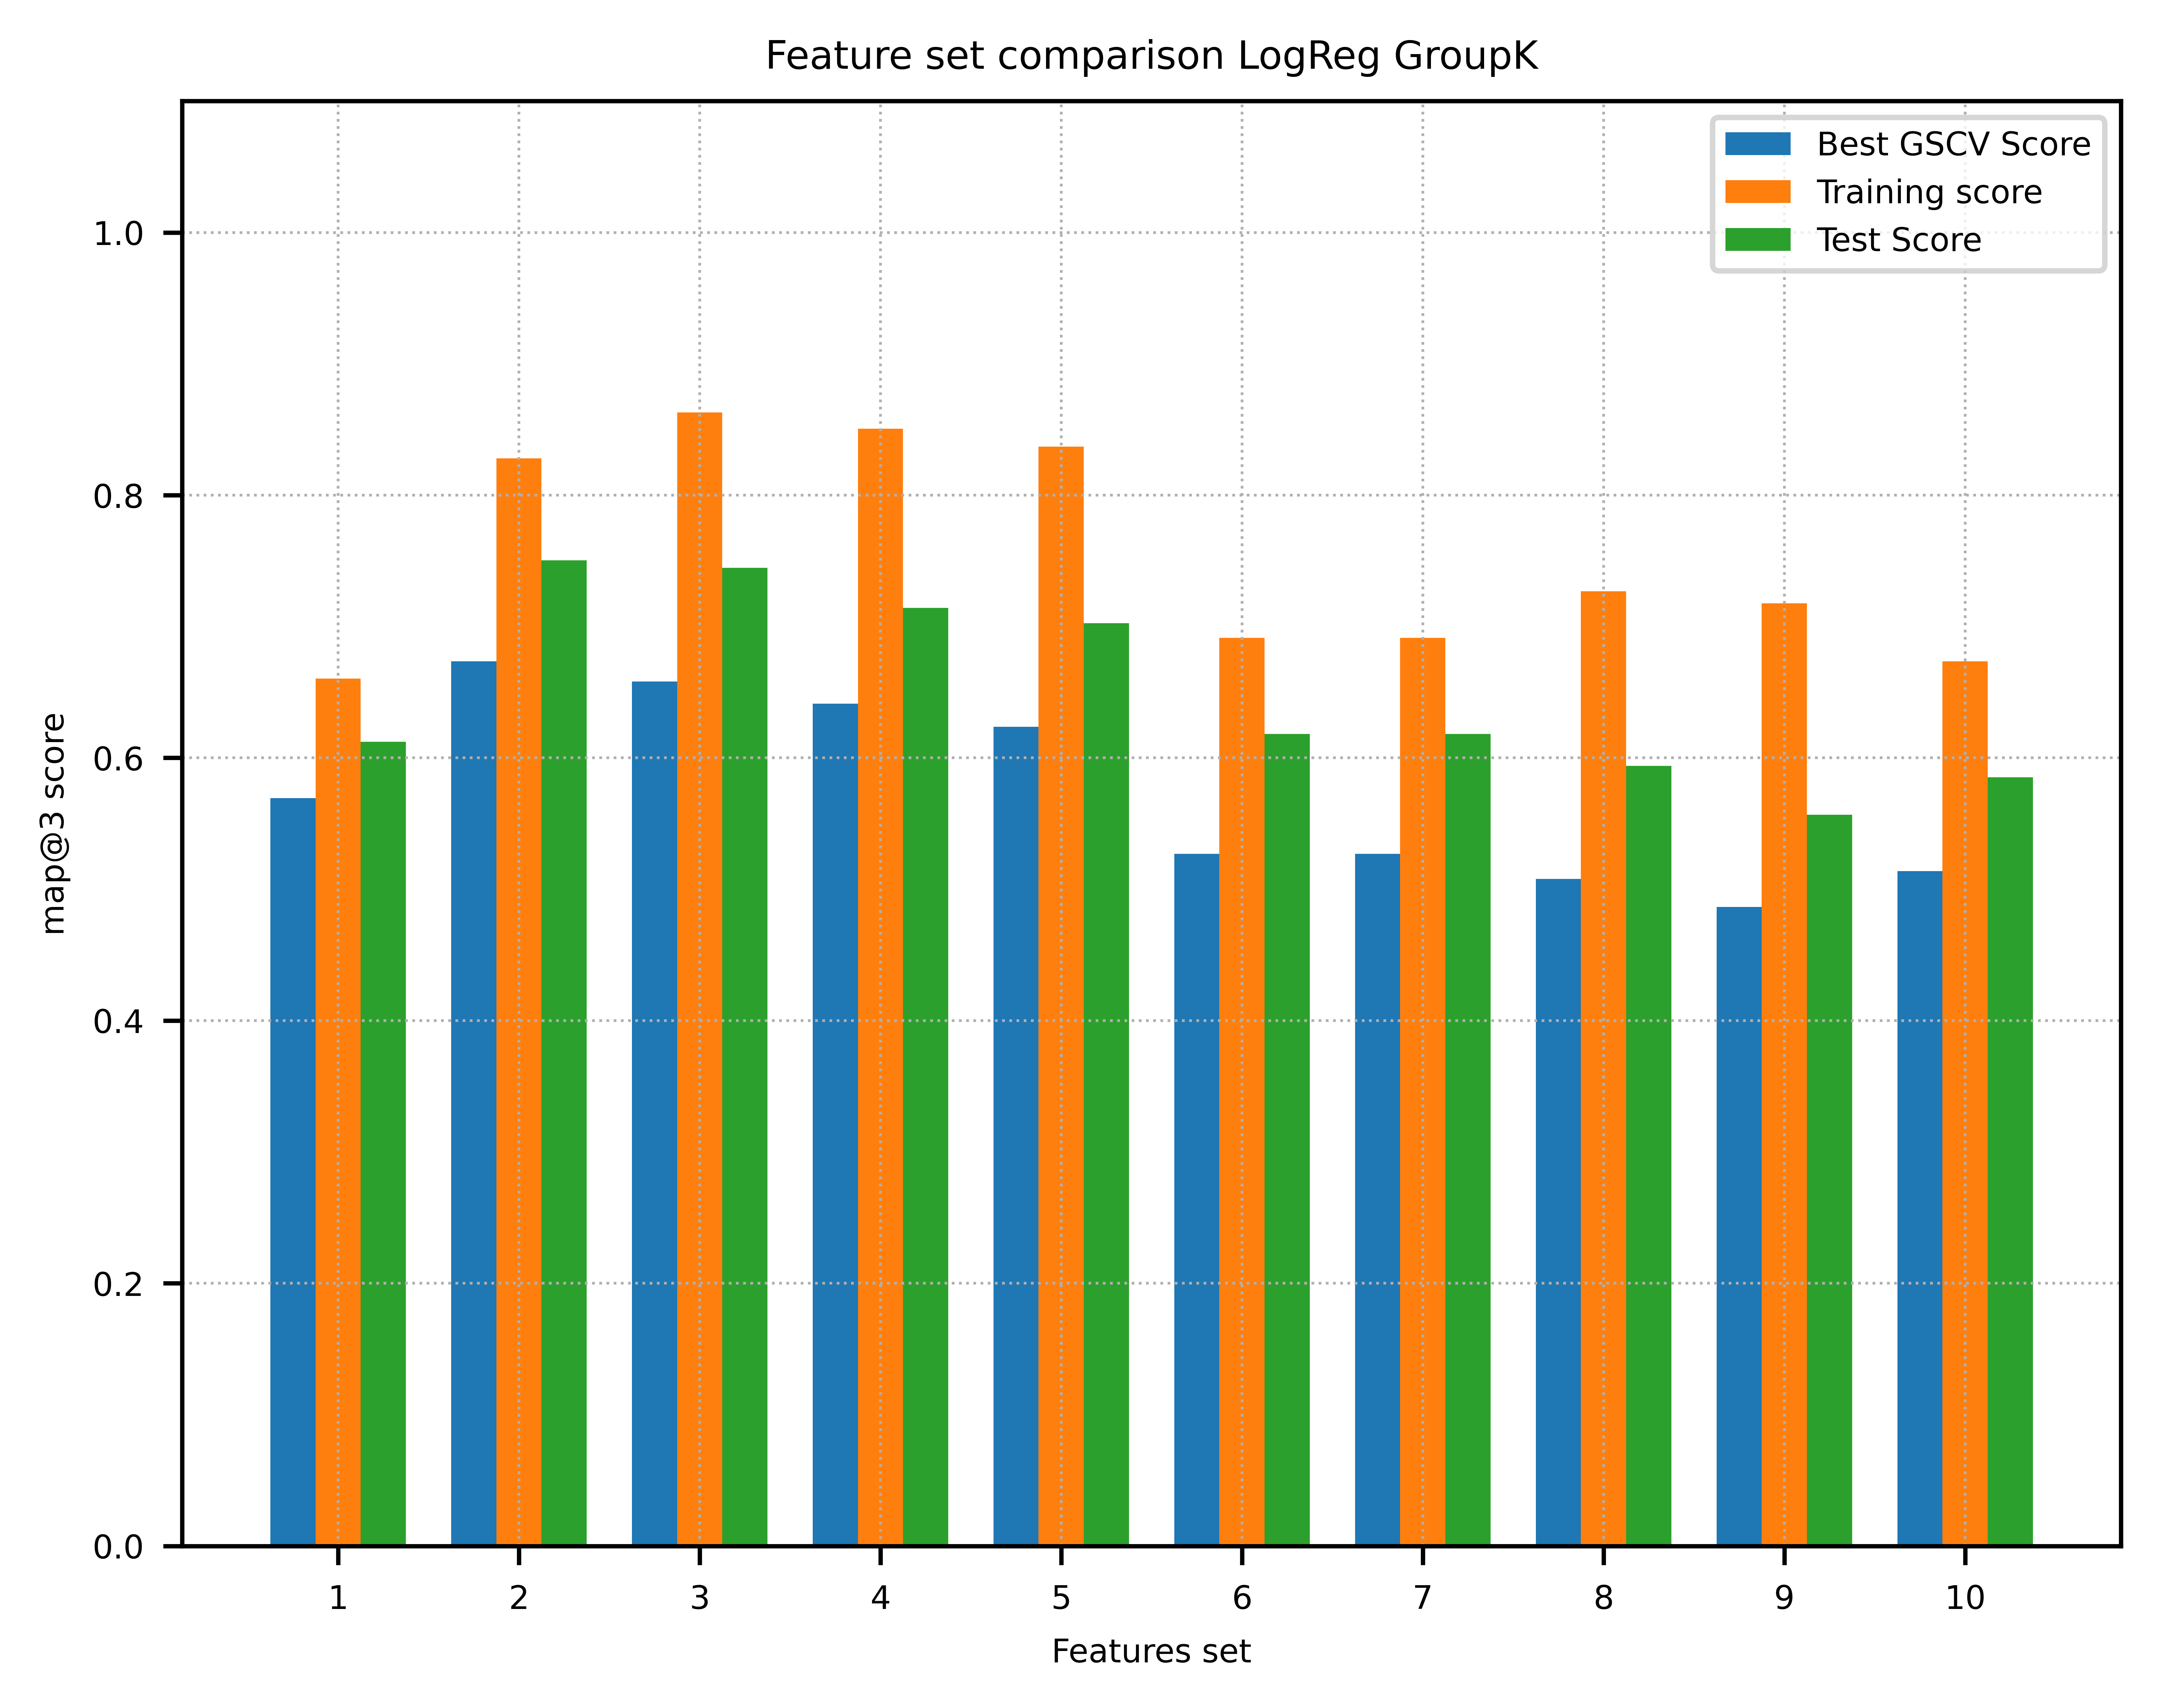 Feature set comparison LogReg GroupK
Best GSCV Score
Training score
Test Score
1.0
0.8
0.6
0.4
0.2
0.0
map@3 score
1 2 3 4 5 6 7 8 9 10
Features set